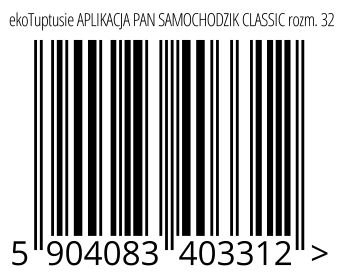 ekoTuptusie APLIKACJA PAN SAMOCHODZIK CLASSIC rozm. 32
5 904083 403312 >